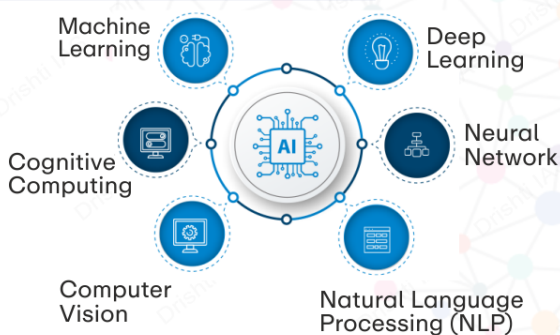 Machine
Learning
Deep
Learning
AI
Cognitive
Computing
Neural
Network
Computer
Vision
Natural Language
Processing (NLP)